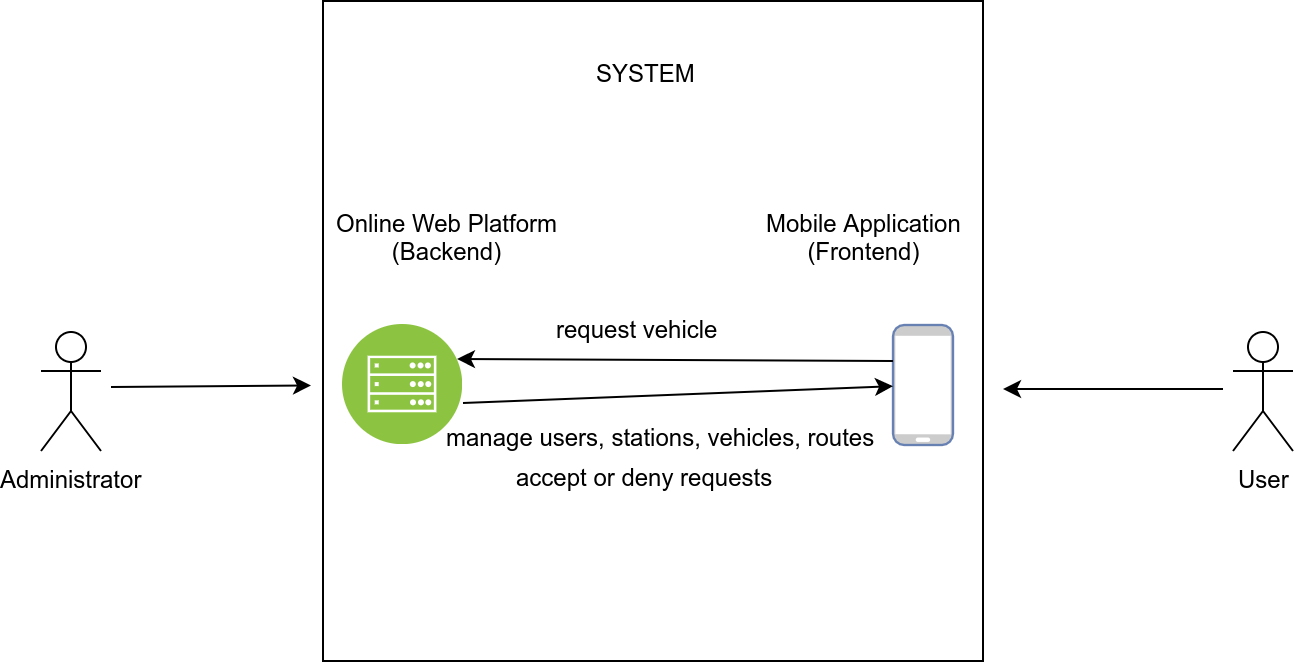 SYSTEM
Online Web Platform
(Backend)
Mobile Application
(Frontend)
request vehicle
manage users, stations, vehicles, routes
accept or deny requests
Administrator
User